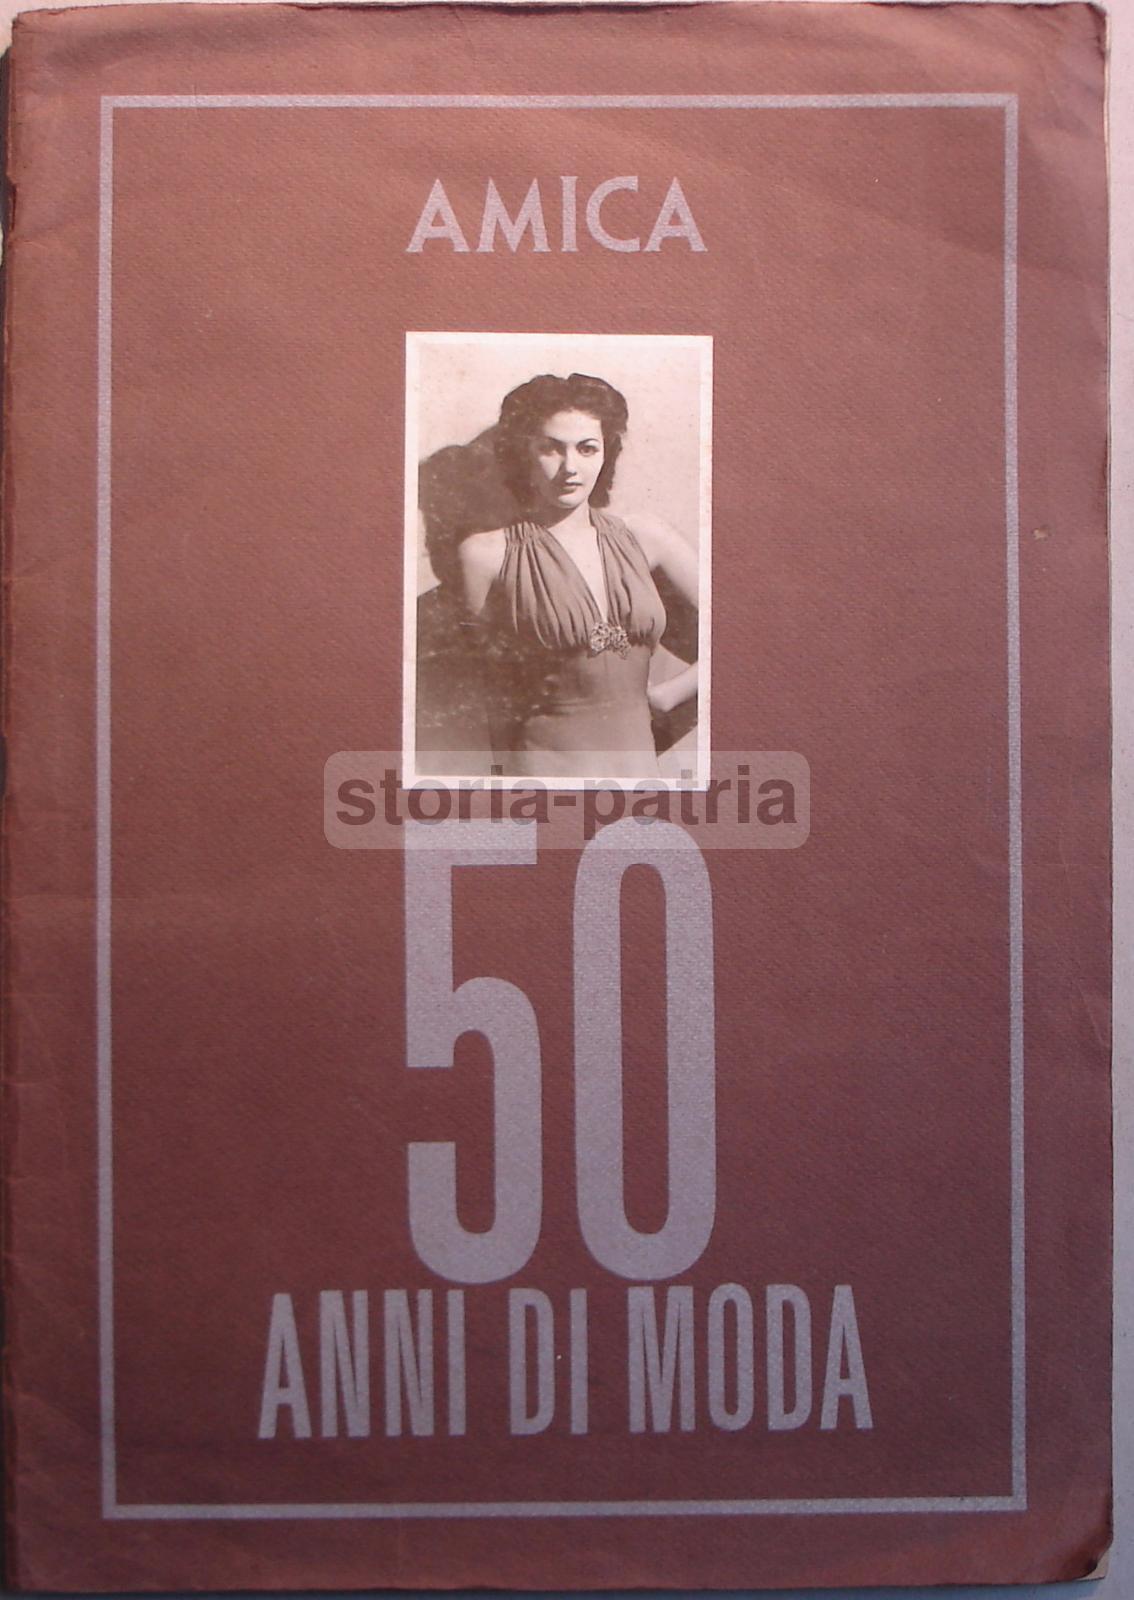 AMICA
storia-patria
50
ANNI DI MODA